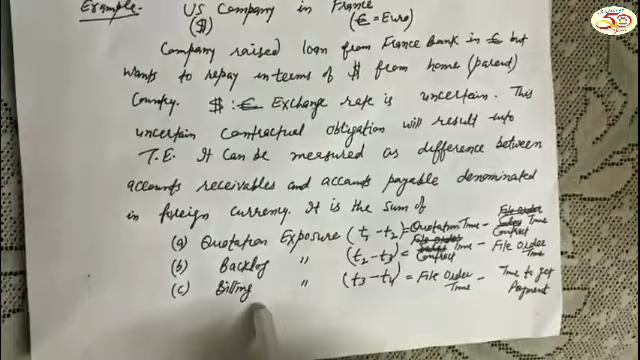 Example. US Company in France
($) (€ = Euro)
Company raised loan from France Bank in € but
wants to repay in terms of $ from home (parent)
Country. $ : € Exchange rate is uncertain. This
uncertain contractual obligation will result into
T.E. It can be measured as difference between
accounts receivables and accounts payable denominated
in foreign currency. It is the sum of
(a) Quotation Exposure (t1 - t2) = Quotation Time - Contract Time
(b) Backlog " (t2 - t3) = Contract Time - File Order Time
(c) Billing " (t3 - t4) = File Order Time - Time to get Payment